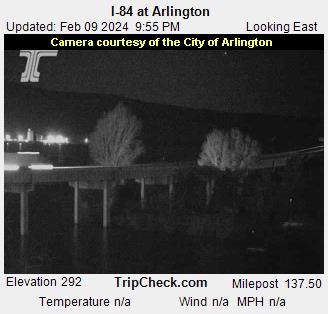 I-84 at Arlington
Updated: Feb 09 2024 9:55 PM Looking East
Camera courtesy of the City of Arlington
Elevation 292 TripCheck.com Milepost 137.50
Temperature n/a Wind n/a MPH n/a